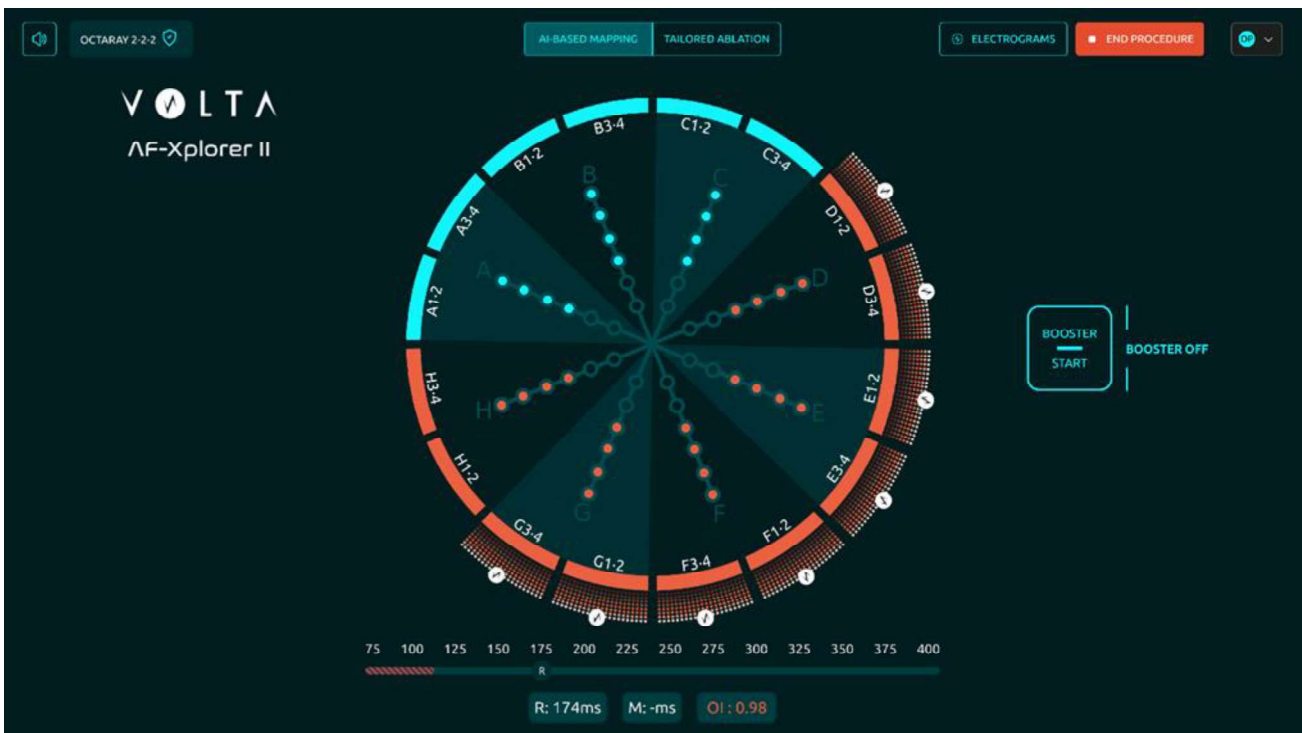 OCTARAY 2-2-2
AI-BASED MAPPING
TAILORED ABLATION
ELECTROGRAMS
END PROCEDURE
OP
VOLTA
AF-Xplorer II
A1-2
A3-4
B1-2
B3-4
C1-2
C3-4
D1-2
D3-4
E1-2
E3-4
F1-2
F3-4
G1-2
G3-4
H1-2
H3-4
A
B
C
D
E
F
G
H
BOOSTER
START
BOOSTER OFF
75 100 125 150 175 200 225 250 275 300 325 350 375 400
R
R: 174ms
M: -ms
OI : 0.98